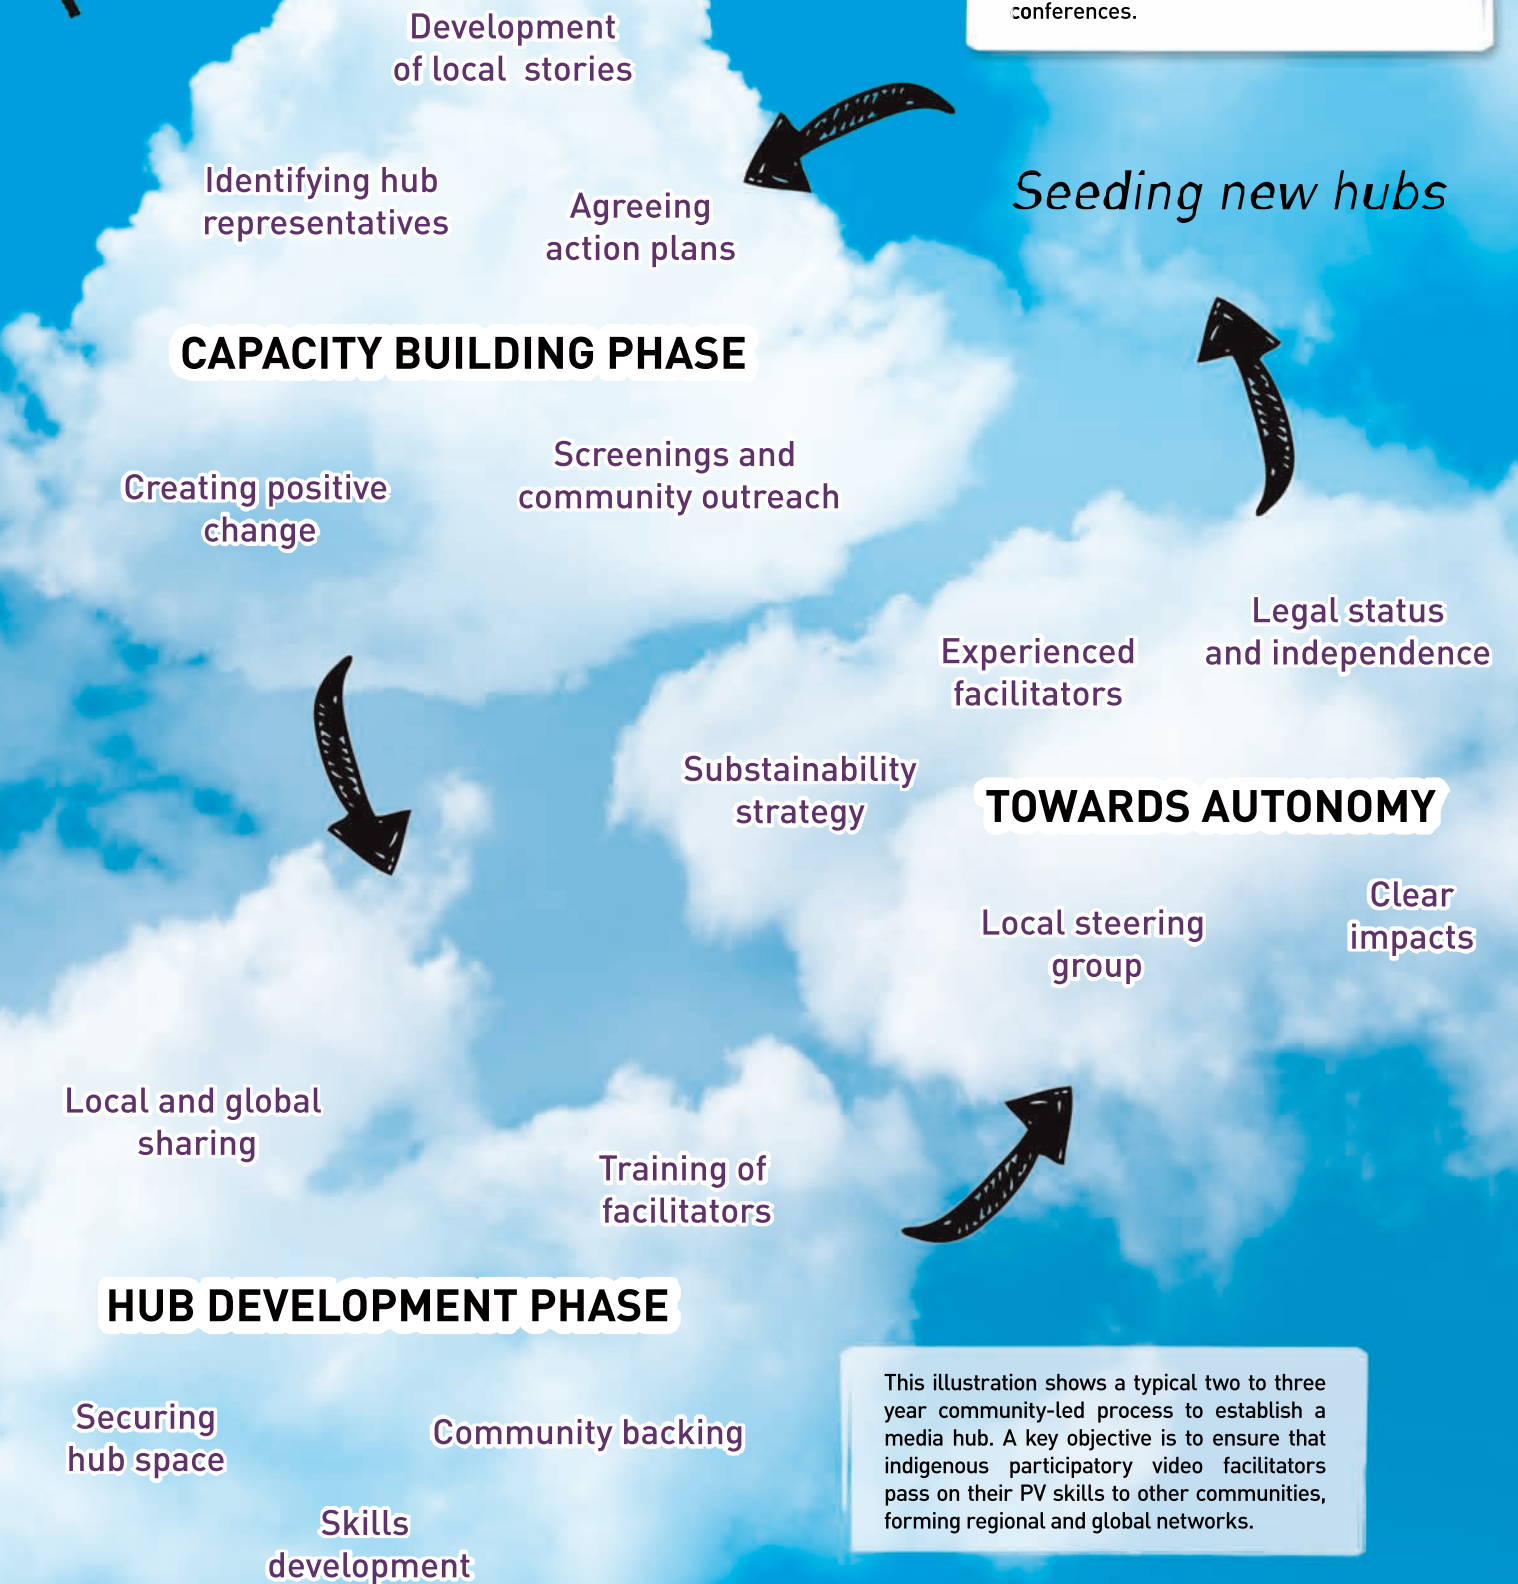 conferences.
Development
of local stories
Identifying hub
representatives
Agreeing
action plans
Seeding new hubs
CAPACITY BUILDING PHASE
Creating positive
change
Screenings and
community outreach
Experienced
facilitators
Legal status
and independence
Substainability
strategy
TOWARDS AUTONOMY
Local steering
group
Clear
impacts
Local and global
sharing
Training of
facilitators
HUB DEVELOPMENT PHASE
Securing
hub space
Community backing
Skills
development
This illustration shows a typical two to three
year community-led process to establish a
media hub. A key objective is to ensure that
indigenous participatory video facilitators
pass on their PV skills to other communities,
forming regional and global networks.